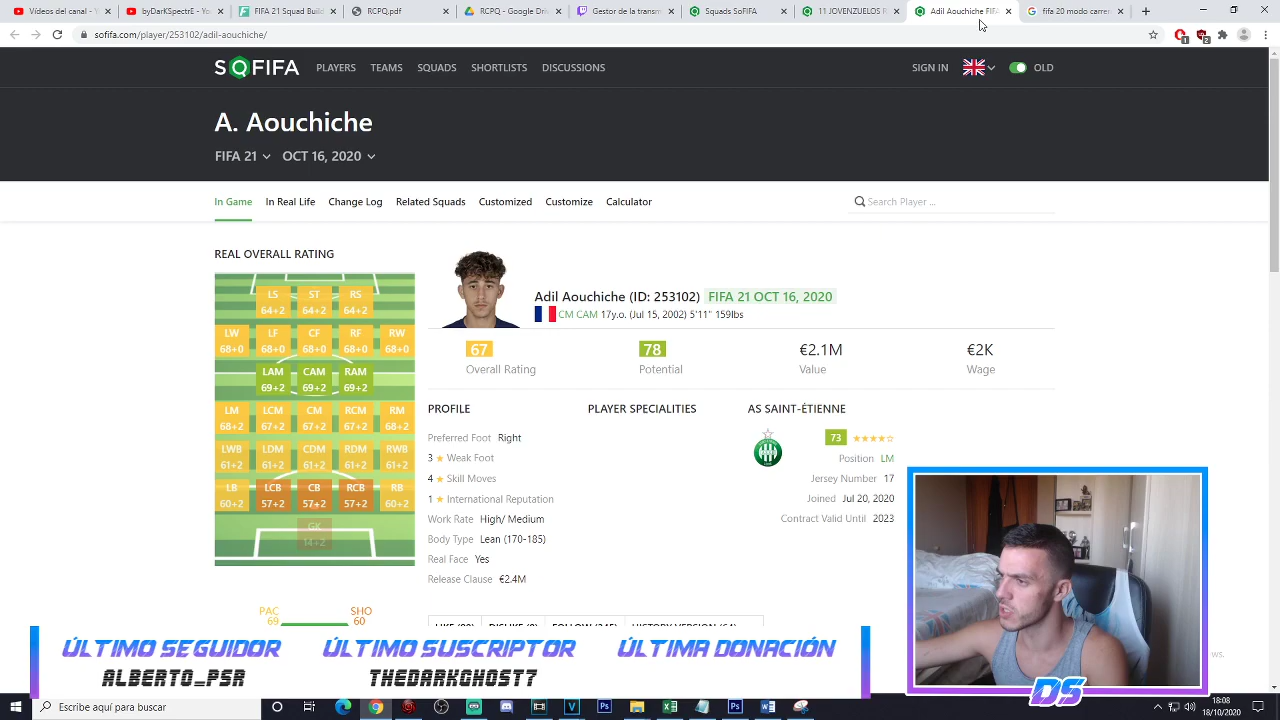 Vídeos del canal - Y
byDarKSpectrE - You
FIFA 21 Squad Build
RCPQ.pdf
RCPQ - Google Driv
Gestor de la transm
Squads SoFIFA
11 JOVENZUELOS R
Adil Aouchiche FIFA
fifa 20 modo carrer
sofifa.com/player/253102/adil-aouchiche/
1
2
SOFIFA
PLAYERS
TEAMS
SQUADS
SHORTLISTS
DISCUSSIONS
SIGN IN
OLD
A. Aouchiche
FIFA 21
OCT 16, 2020
In Game
In Real Life
Change Log
Related Squads
Customized
Customize
Calculator
Search Player ...
REAL OVERALL RATING
LS ST RS
64+2 64+2 64+2
LW LF CF RF RW
68+0 68+0 68+0 68+0 68+0
LAM CAM RAM
69+2 69+2 69+2
LM LCM CM RCM RM
68+2 67+2 67+2 67+2 68+2
LWB LDM CDM RDM RWB
61+2 61+2 61+2 61+2 61+2
LB LCB CB RCB RB
60+2 57+2 57+2 57+2 60+2
GK
14+2
PAC SHO
69 60
Adil Aouchiche (ID: 253102) FIFA 21 OCT 16, 2020
CM CAM 17y.o. (Jul 15, 2002) 5'11" 159lbs
67 78 €2.1M €2K
Overall Rating Potential Value Wage
PROFILE
Preferred Foot Right
3 ★ Weak Foot
4 ★ Skill Moves
1 ★ International Reputation
Work Rate High/ Medium
Body Type Lean (170-185)
Real Face Yes
Release Clause €2.4M
PLAYER SPECIALITIES
AS SAINT-ÉTIENNE
73 ★★★★☆
Position LM
Jersey Number 17
Joined Jul 20, 2020
Contract Valid Until 2023
ÚLTIMO SEGUIDOR
ALBERTO_PSR
ÚLTIMO SUSCRIPTOR
THEDARKGHOST7
ÚLTIMA DONACIÓN
DS
ws.
Escribe aquí para buscar
18:08
18/10/2020